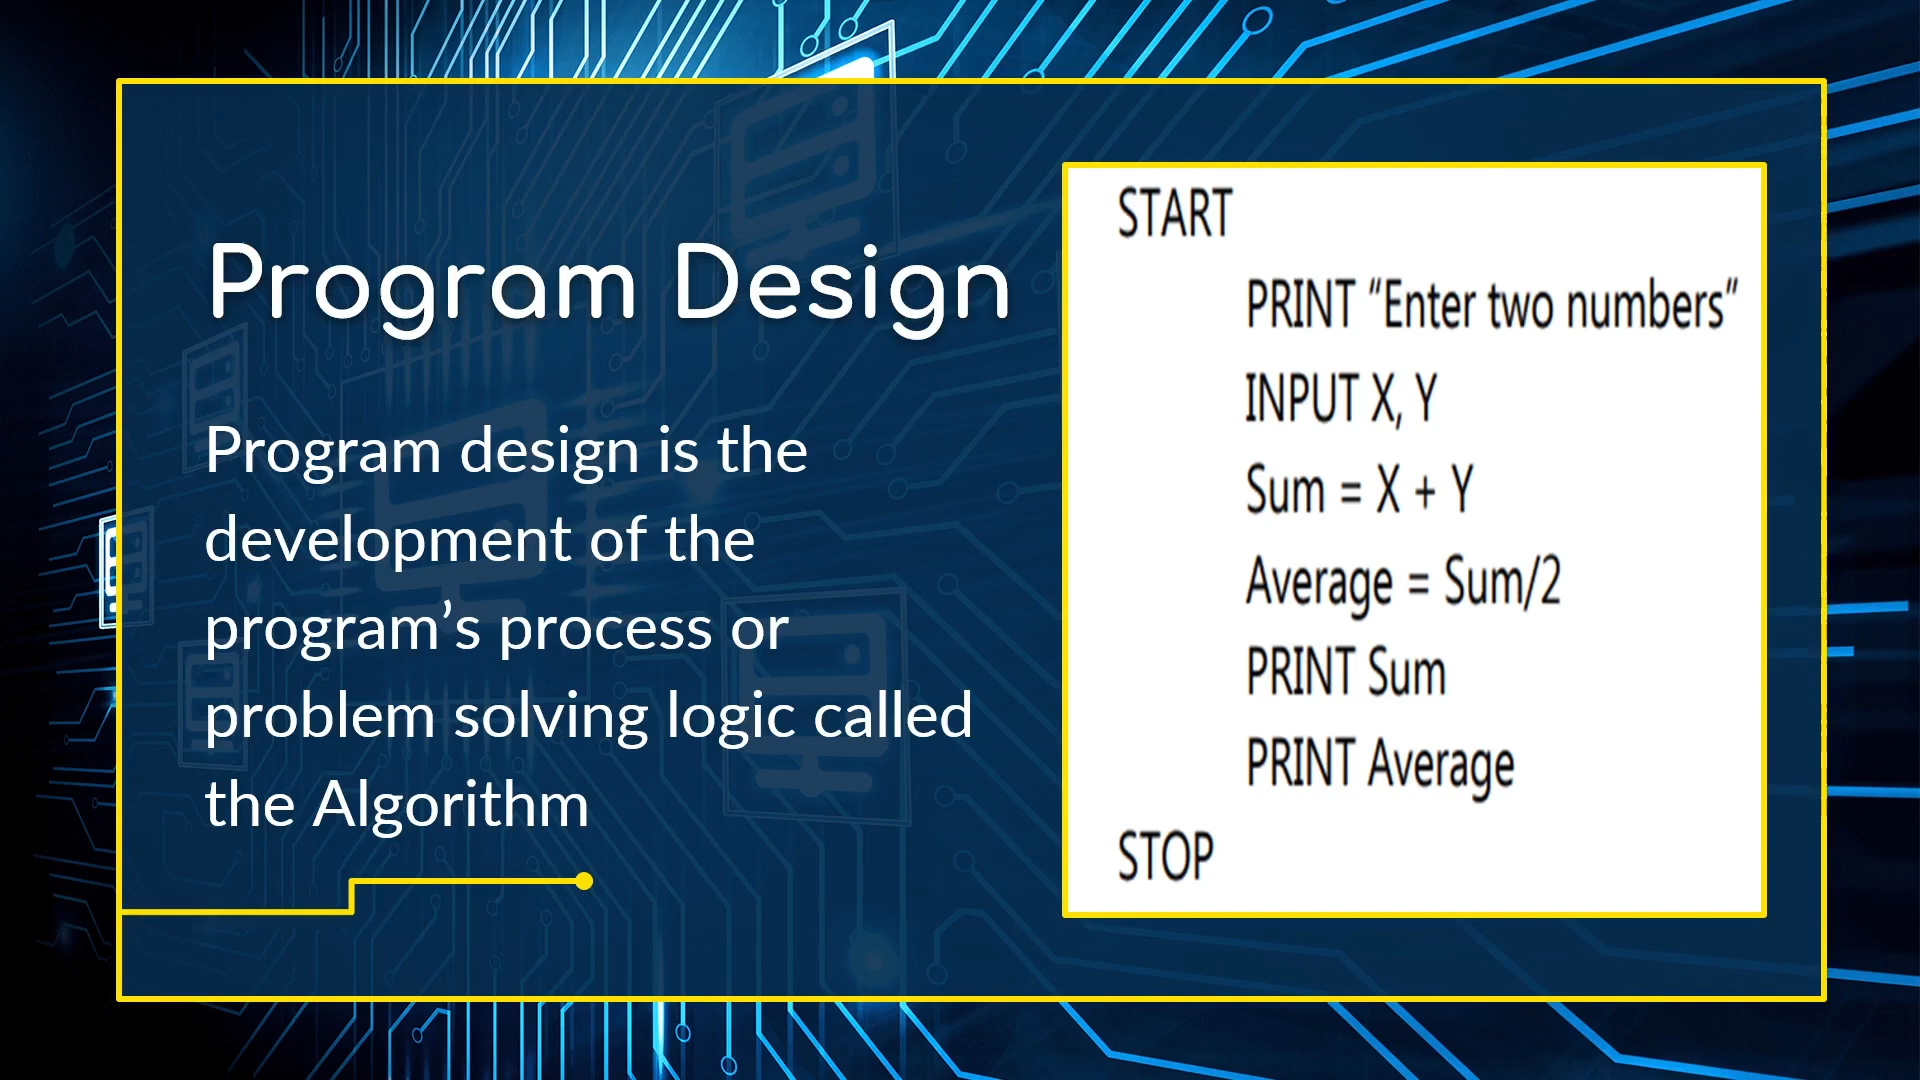 Program Design
Program design is the
development of the
program’s process or
problem solving logic called
the Algorithm
START
PRINT “Enter two numbers”
INPUT X, Y
Sum = X + Y
Average = Sum/2
PRINT Sum
PRINT Average
STOP